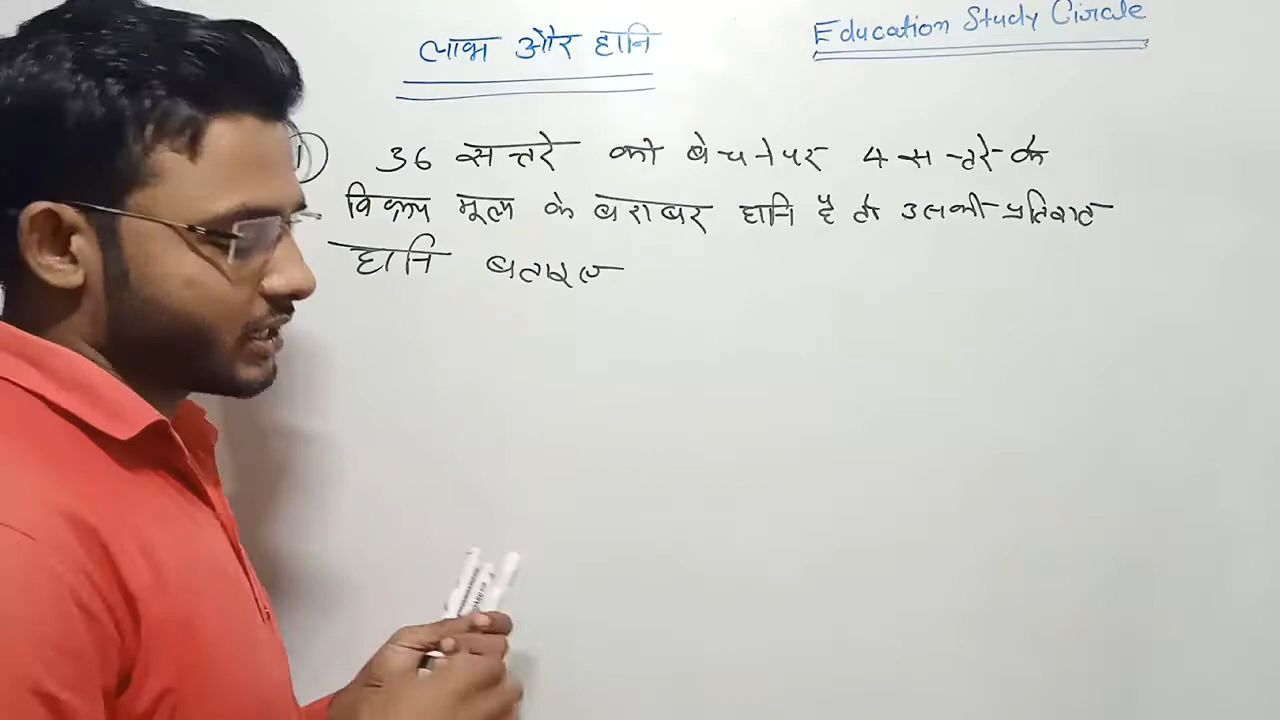 लाभ और हानि
Education Study Circle
1) 36 सन्तरे को बेचने पर 4 सन्तरे के
विक्रय मूल्य के बराबर हानि है तो उसकी प्रतिशत
हानि बताइए